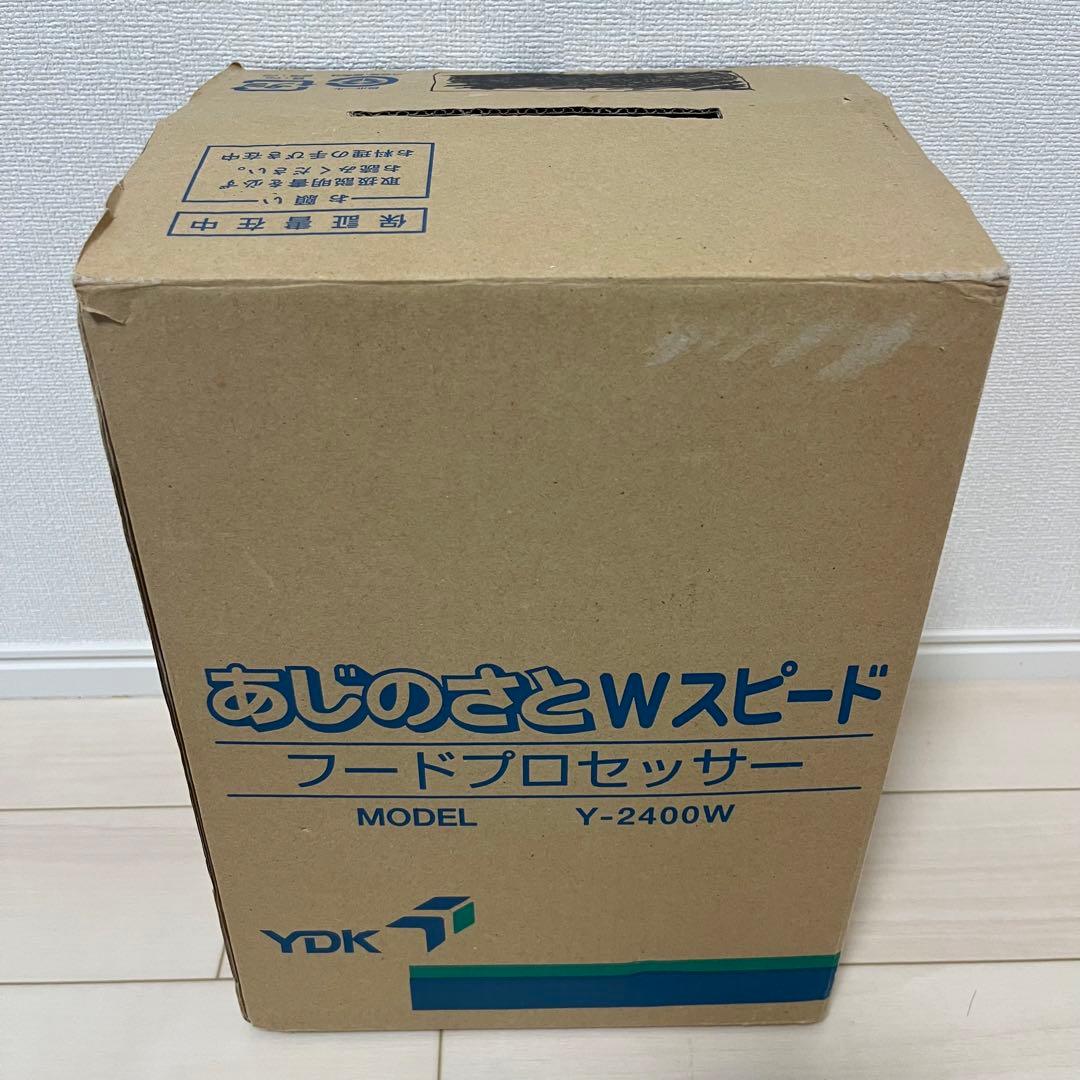 保証書在中
お願い
取扱説明書を必ず
お読みください。
お料理の手びき在中
あじのさとWスピード
フードプロセッサー
MODEL Y-2400W
YDK